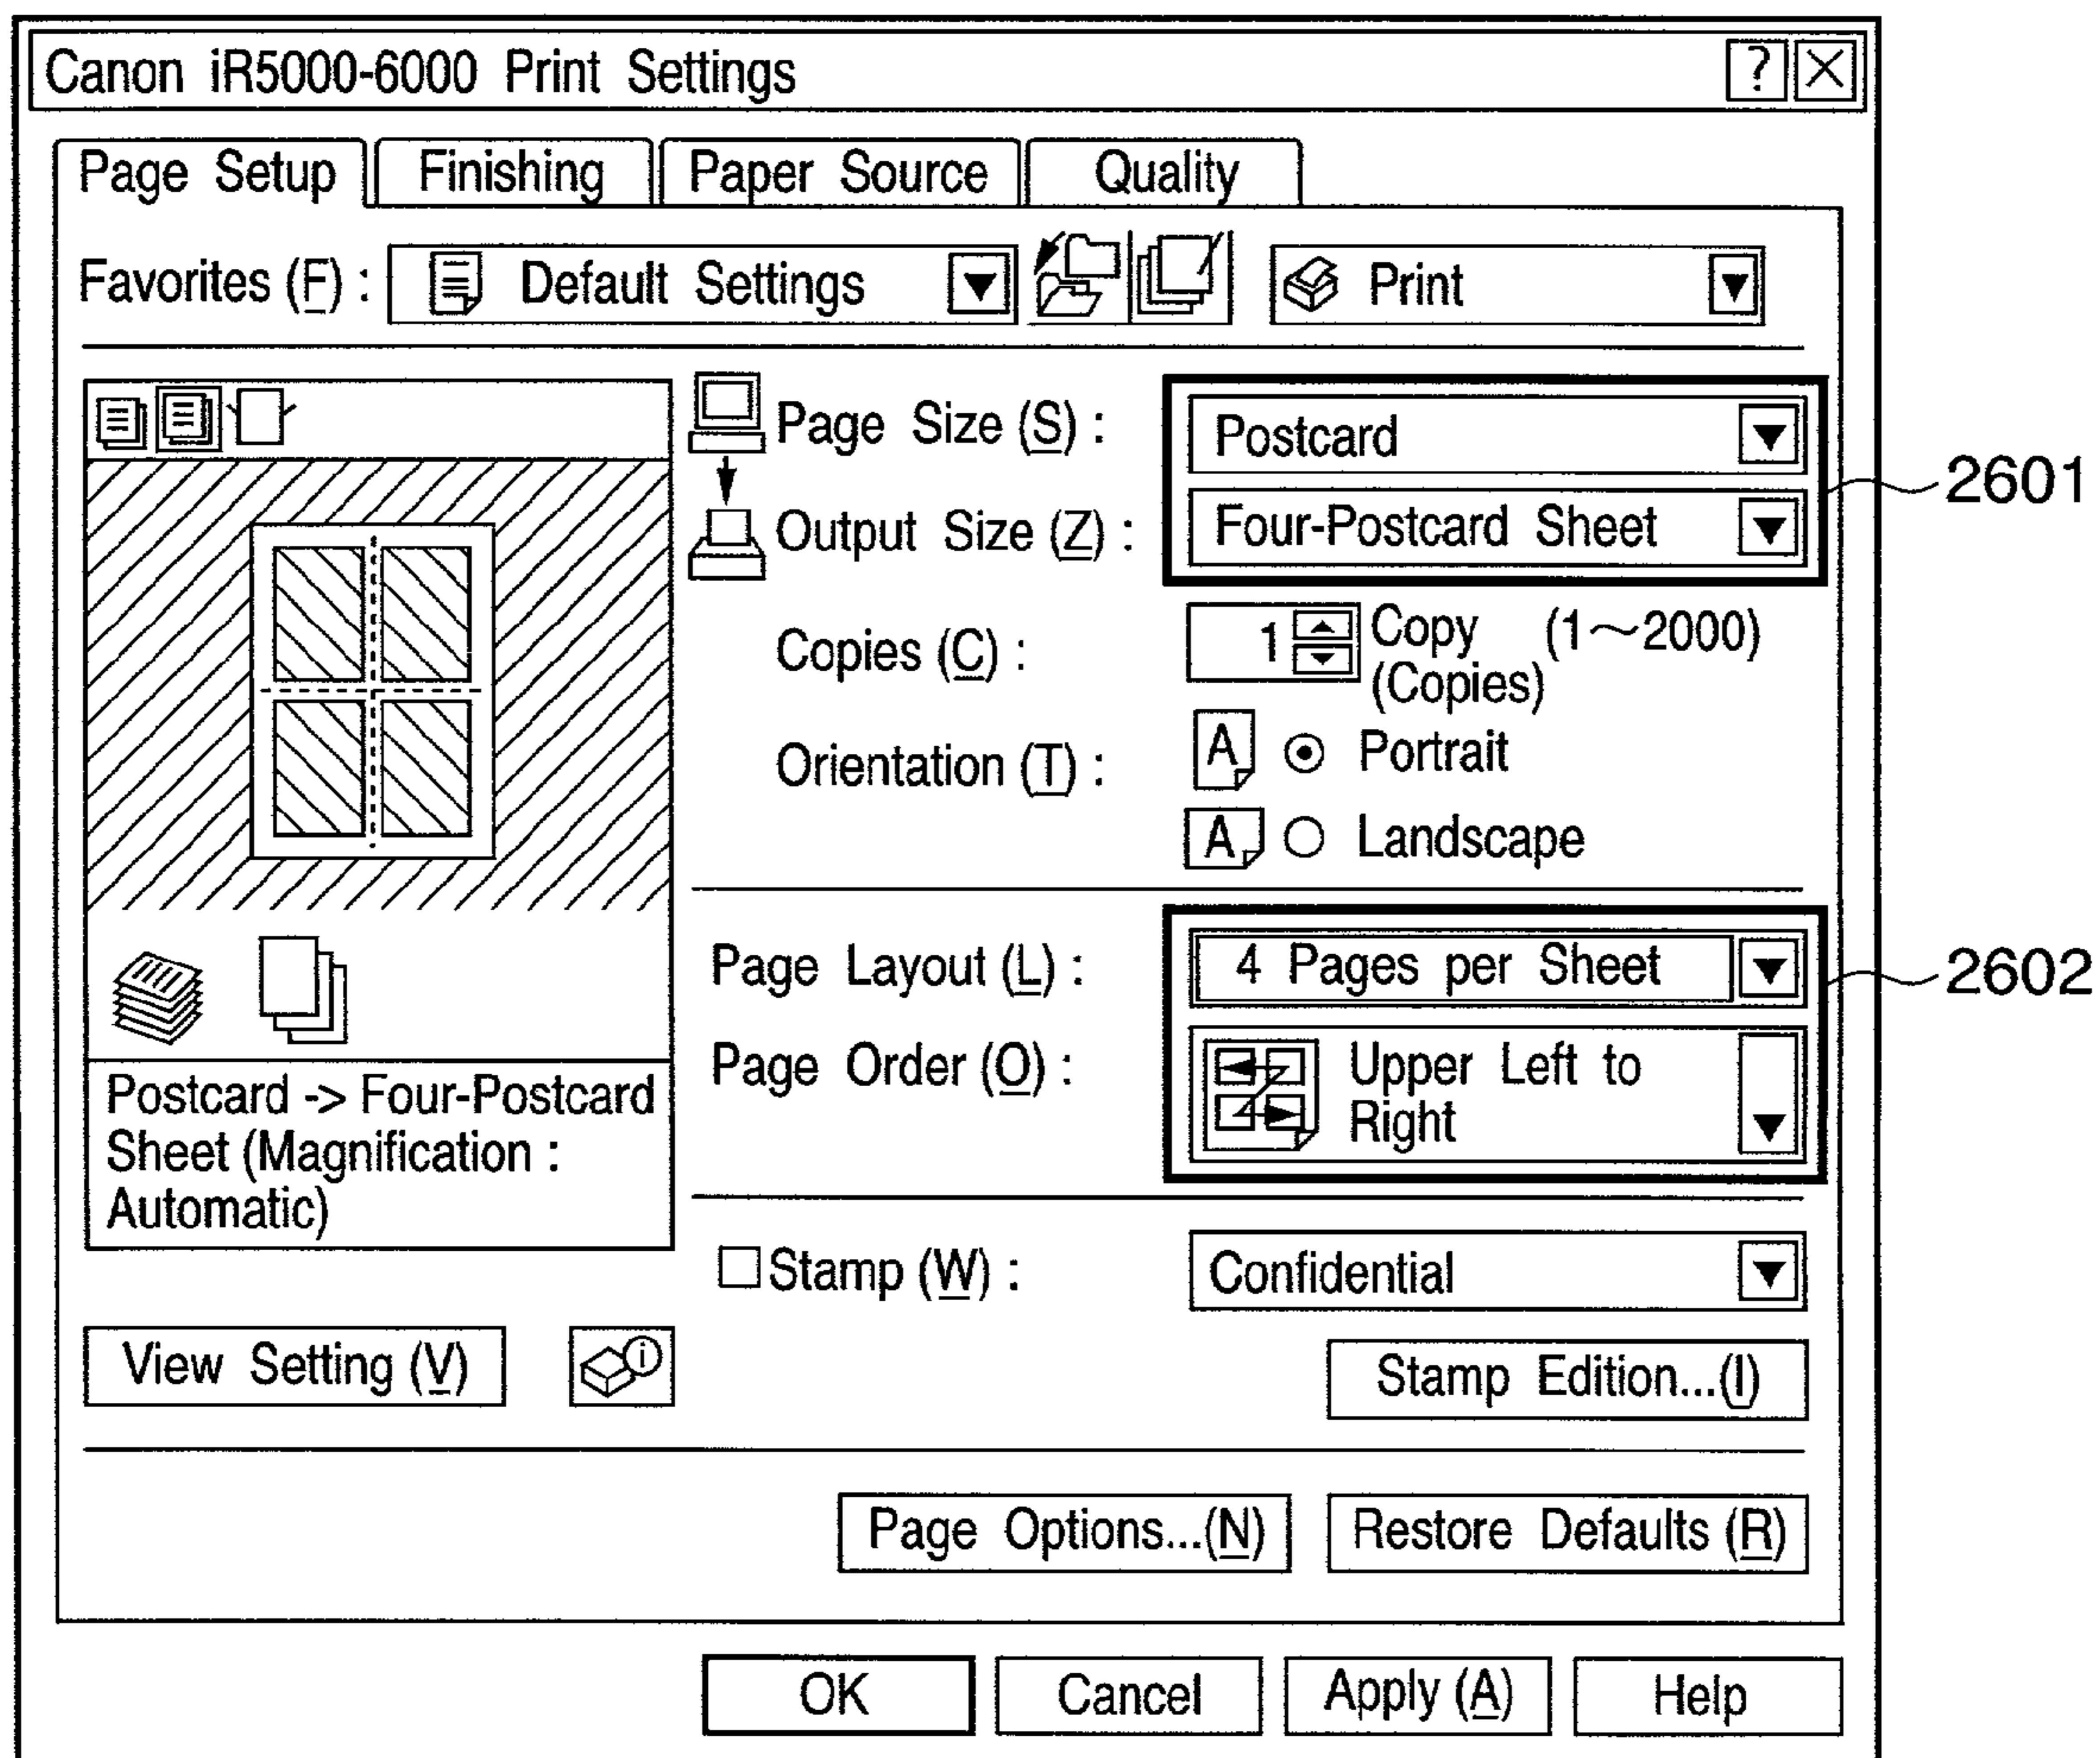 Canon iR5000-6000 Print Settings ?
Page Setup Finishing Paper Source Quality
Favorites (F) : Default Settings Print
Page Size (S) : Postcard
2601
Output Size (Z) : Four-Postcard Sheet
Copies (C) : 1 Copy (1～2000)
(Copies)
Orientation (T) : A Portrait
A Landscape
Page Layout (L) : 4 Pages per Sheet
2602
Page Order (O) : Upper Left to
Right
Postcard -> Four-Postcard
Sheet (Magnification :
Automatic)
Stamp (W) : Confidential
View Setting (V) i
Stamp Edition...(I)
Page Options...(N) Restore Defaults (R)
OK Cancel Apply (A) Help